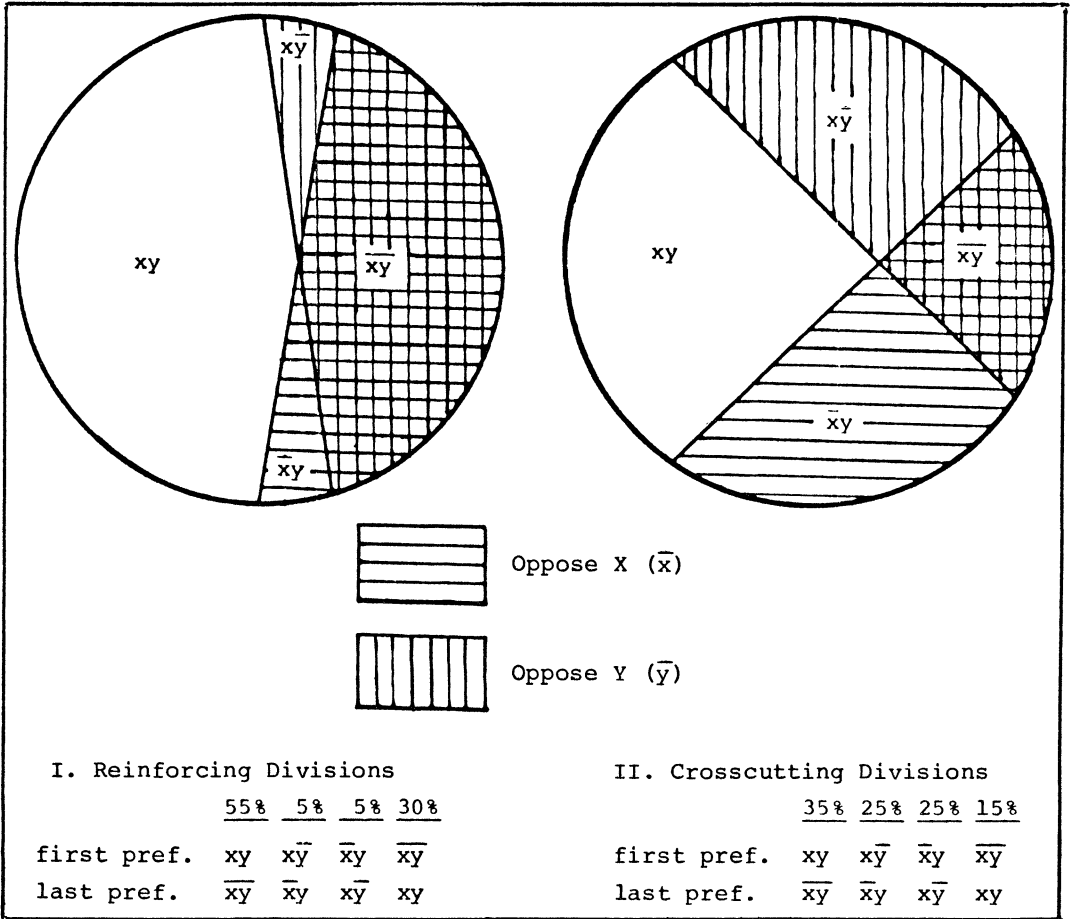 xȳ
xy
x̅y̅
x̄y
xȳ
xy
x̅y̅
x̄y
Oppose X (x̅)
Oppose Y (y̅)
I. Reinforcing Divisions
55% 5% 5% 30%
first pref. xy xȳ x̄y x̅y̅
last pref. x̅y̅ x̄y xȳ xy
II. Crosscutting Divisions
35% 25% 25% 15%
first pref. xy xȳ x̄y x̅y̅
last pref. x̅y̅ x̄y xȳ xy